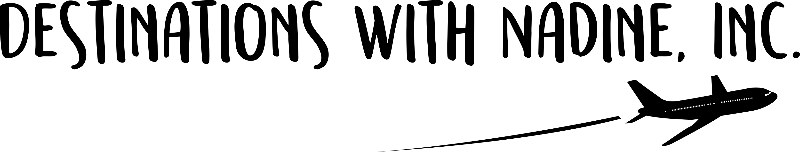 DESTINATIONS WITH NADINE, INC.